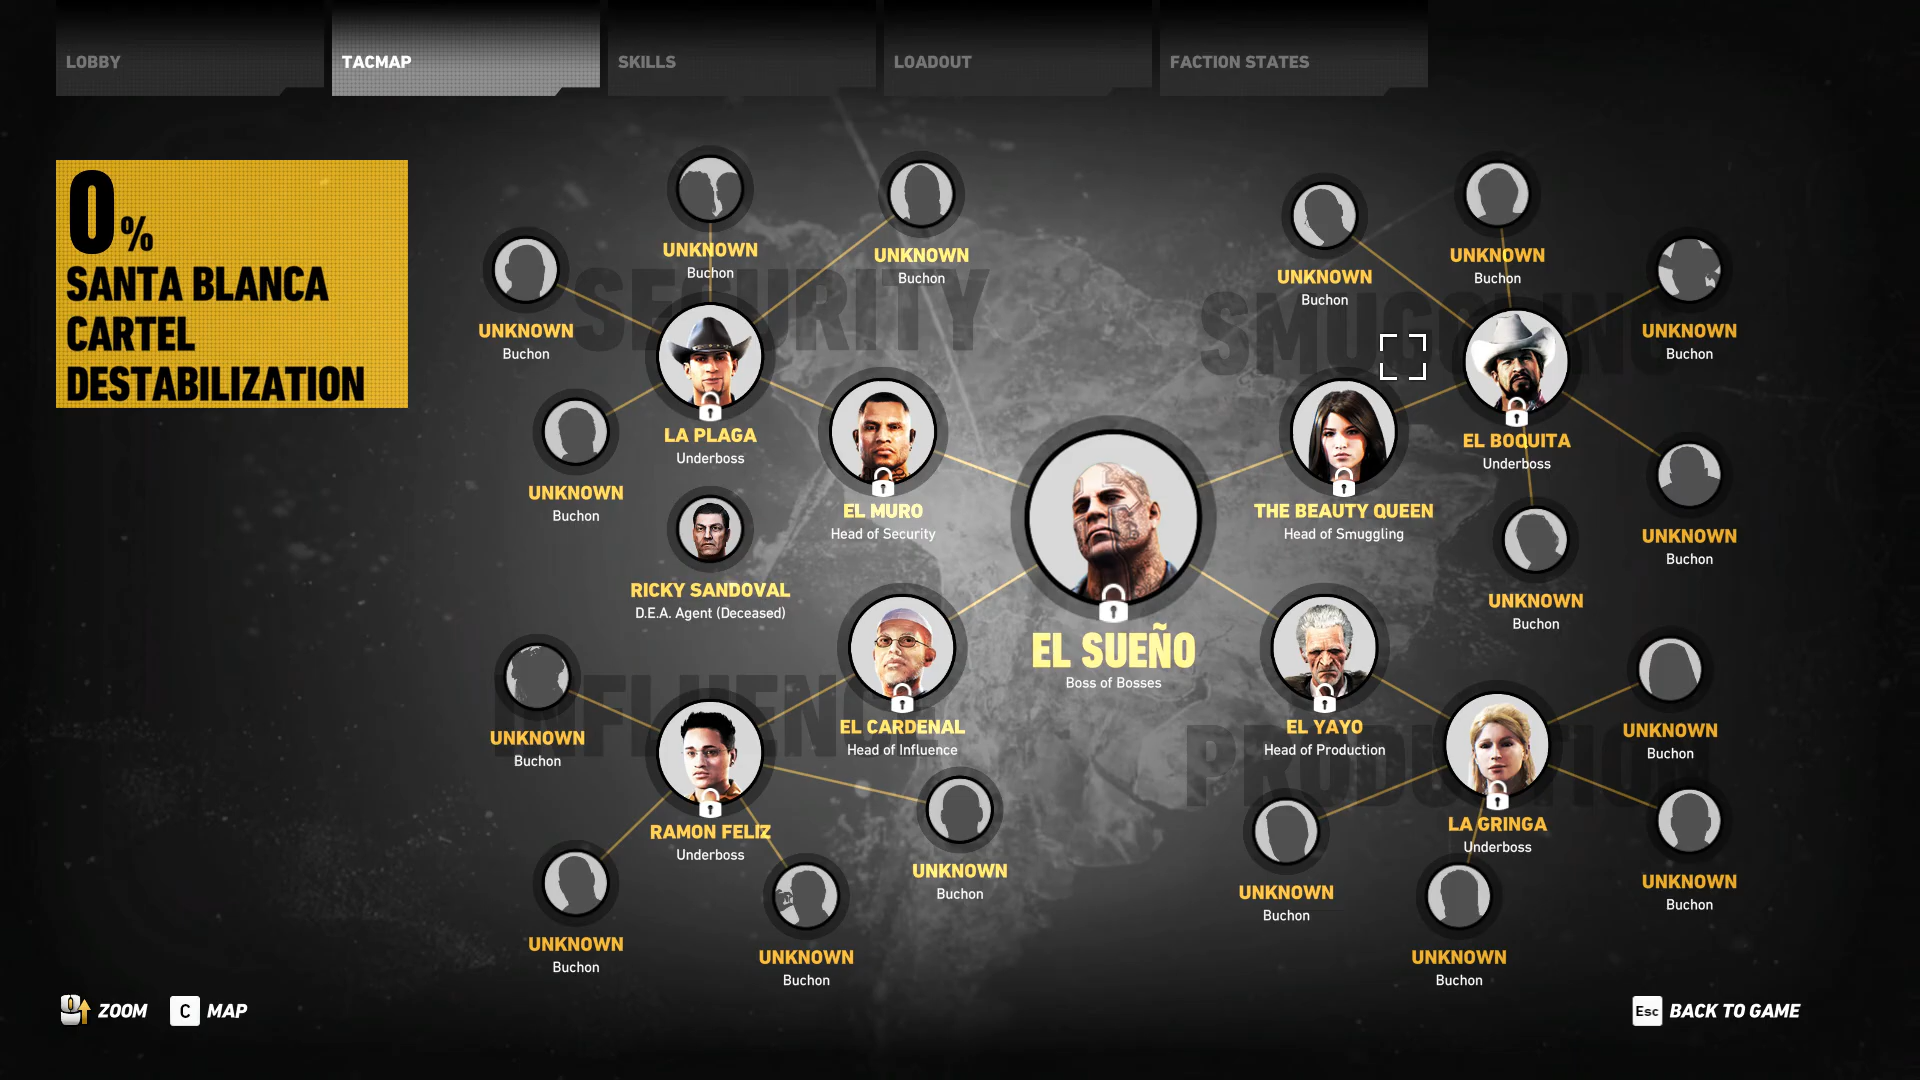 LOBBY
TACMAP
SKILLS
LOADOUT
FACTION STATES
0%
SANTA BLANCA
CARTEL
DESTABILIZATION
SECURITY
UNKNOWN
Buchon
UNKNOWN
Buchon
UNKNOWN
Buchon
UNKNOWN
Buchon
LA PLAGA
Underboss
EL MURO
Head of Security
RICKY SANDOVAL
D.E.A. Agent (Deceased)
SMUGGLING
UNKNOWN
Buchon
UNKNOWN
Buchon
UNKNOWN
Buchon
EL BOQUITA
Underboss
THE BEAUTY QUEEN
Head of Smuggling
UNKNOWN
Buchon
UNKNOWN
Buchon
EL SUEÑO
Boss of Bosses
INFLUENCE
EL CARDENAL
Head of Influence
UNKNOWN
Buchon
RAMON FELIZ
Underboss
UNKNOWN
Buchon
UNKNOWN
Buchon
UNKNOWN
Buchon
PRODUCTION
EL YAYO
Head of Production
UNKNOWN
Buchon
LA GRINGA
Underboss
UNKNOWN
Buchon
UNKNOWN
Buchon
UNKNOWN
Buchon
ZOOM
C MAP
Esc BACK TO GAME